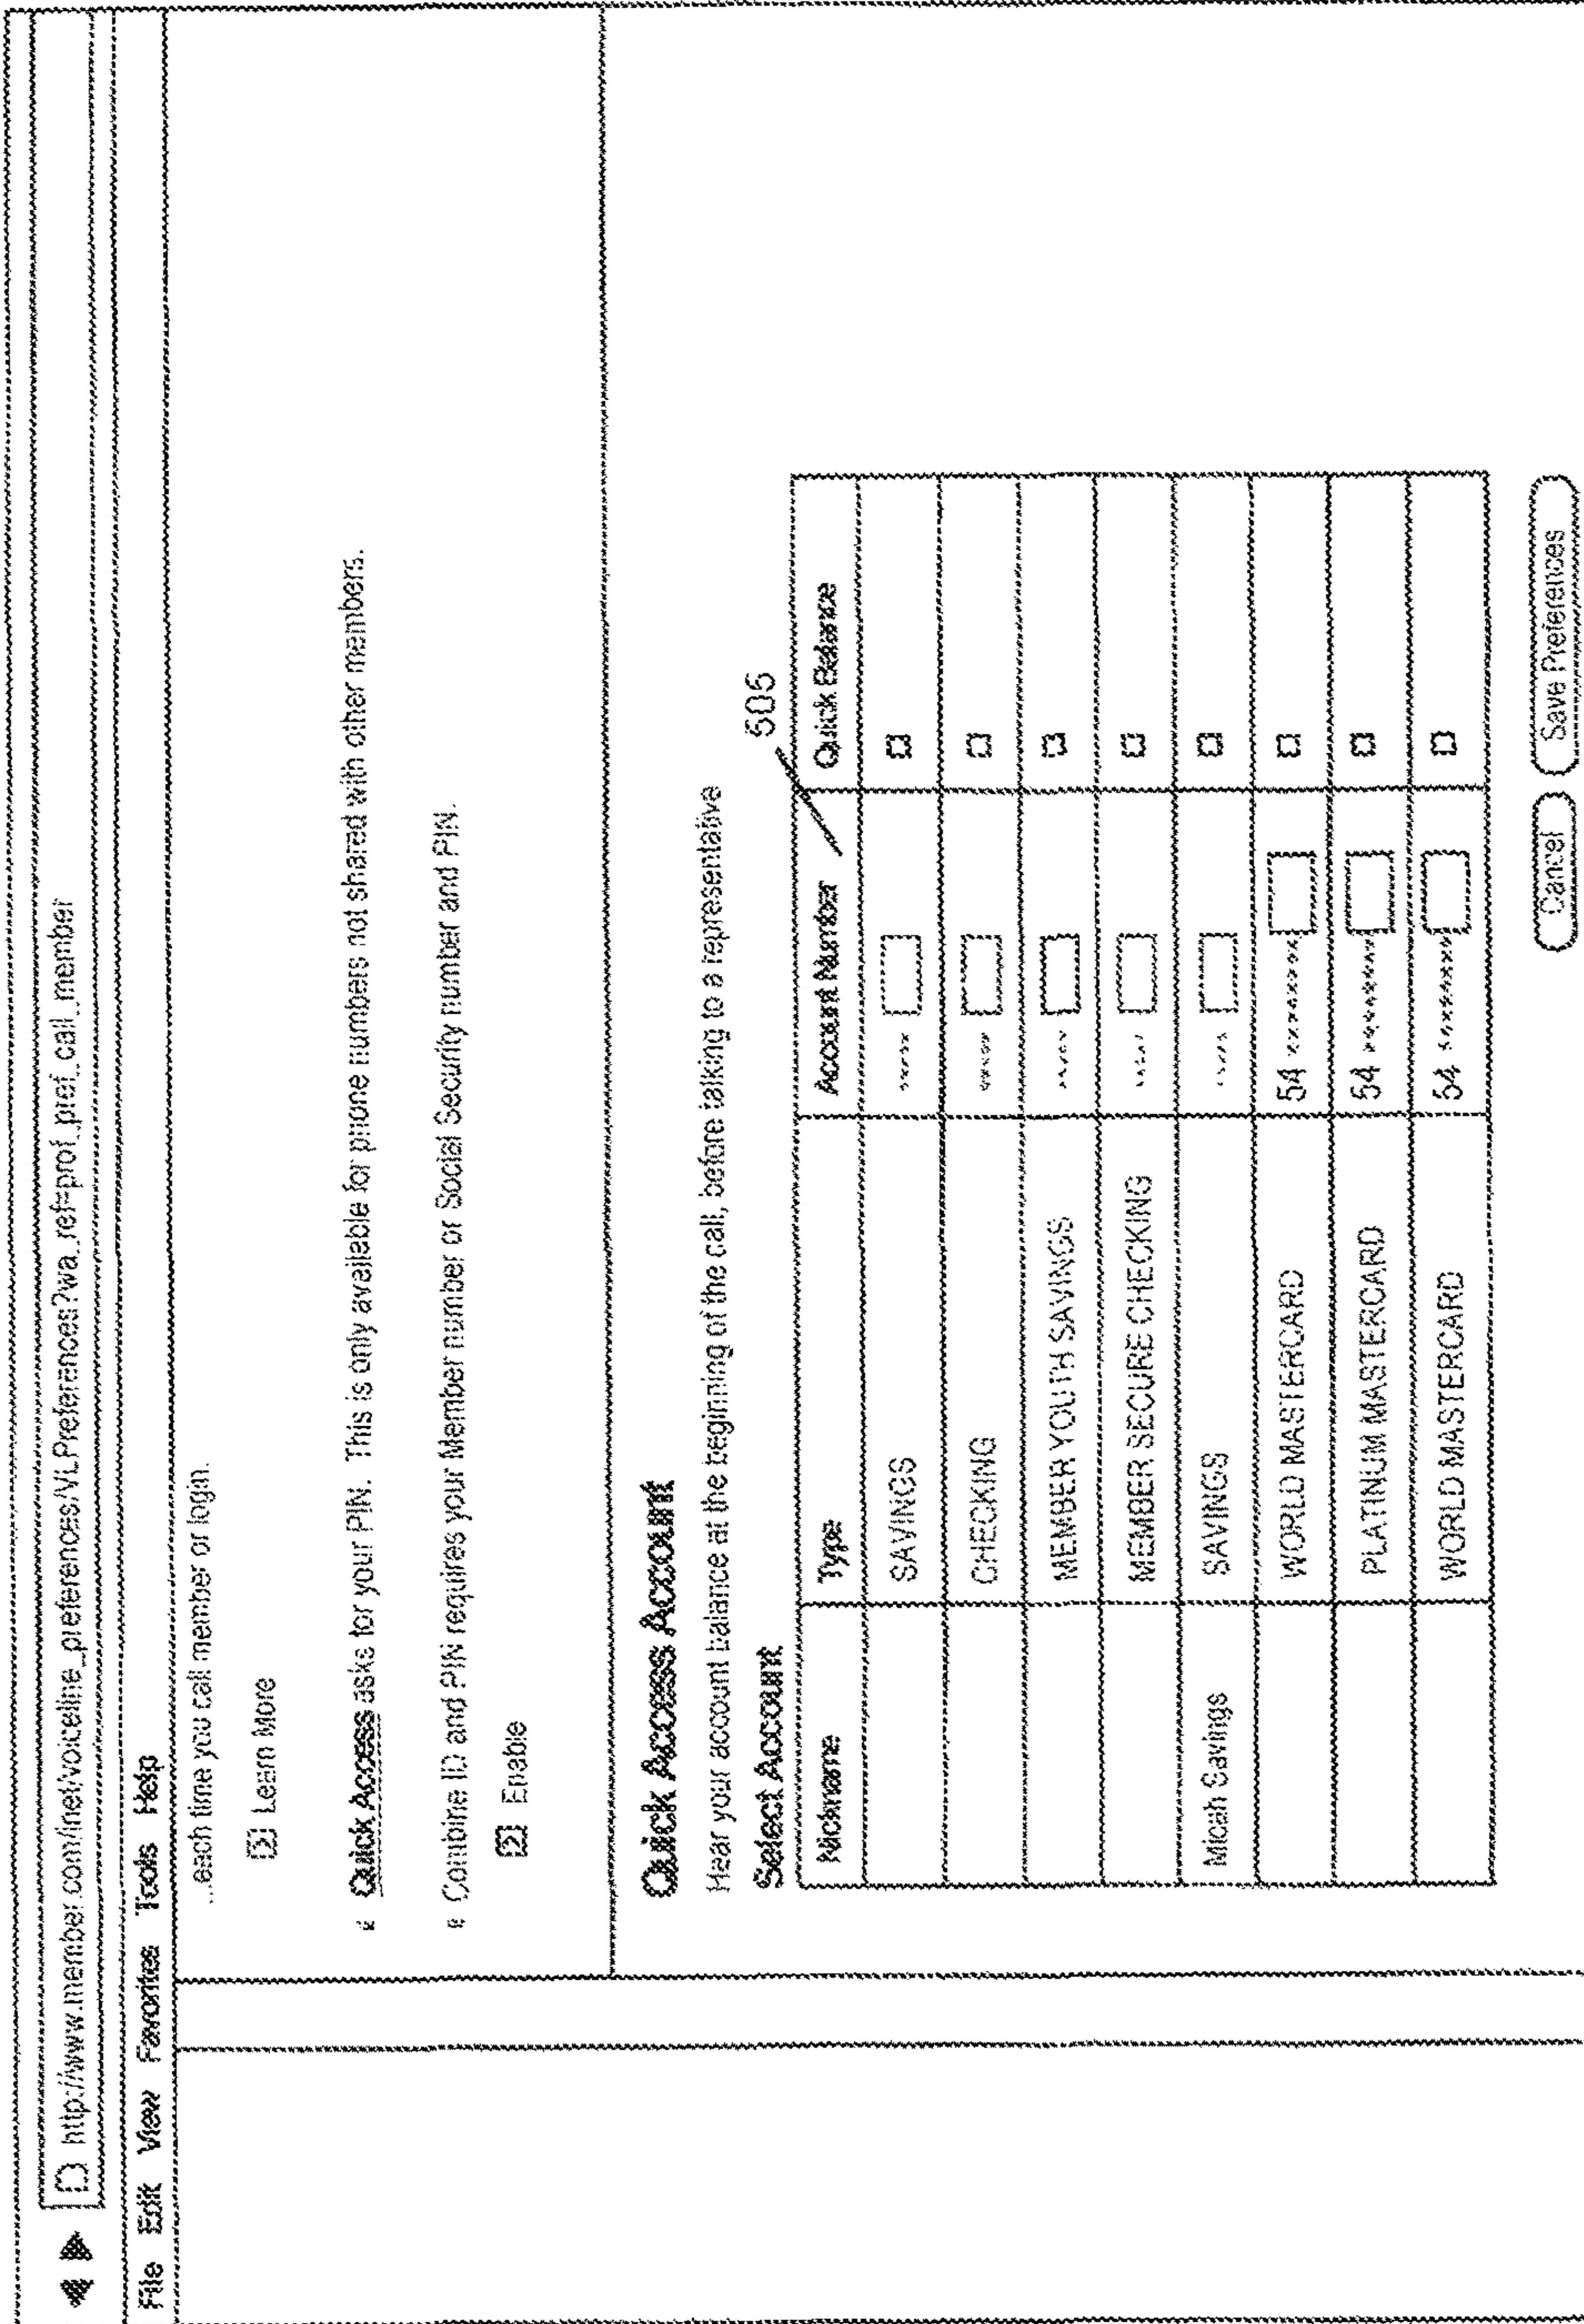 http://www.member.com/inet/voiceline_preferences/VLPreferences?wa_ref=prof_pref_call_member
File Edit View Favorites Tools Help
...each time you call member or login.
Learn More
Quick Access asks for your PIN. This is only available for phone numbers not shared with other members.
Combine ID and PIN requires your Member number or Social Security number and PIN.
Enable
Quick Access Account
Hear your account balance at the beginning of the call, before talking to a representative
Select Account
505
Nickname Type Account Number Quick Balance
SAVINGS *****
CHECKING *****
MEMBER YOUTH SAVINGS *****
MEMBER SECURE CHECKING *****
Micah Savings SAVINGS *****
WORLD MASTERCARD 54 ********
PLATINUM MASTERCARD 54 ********
WORLD MASTERCARD 54 ********
Cancel Save Preferences